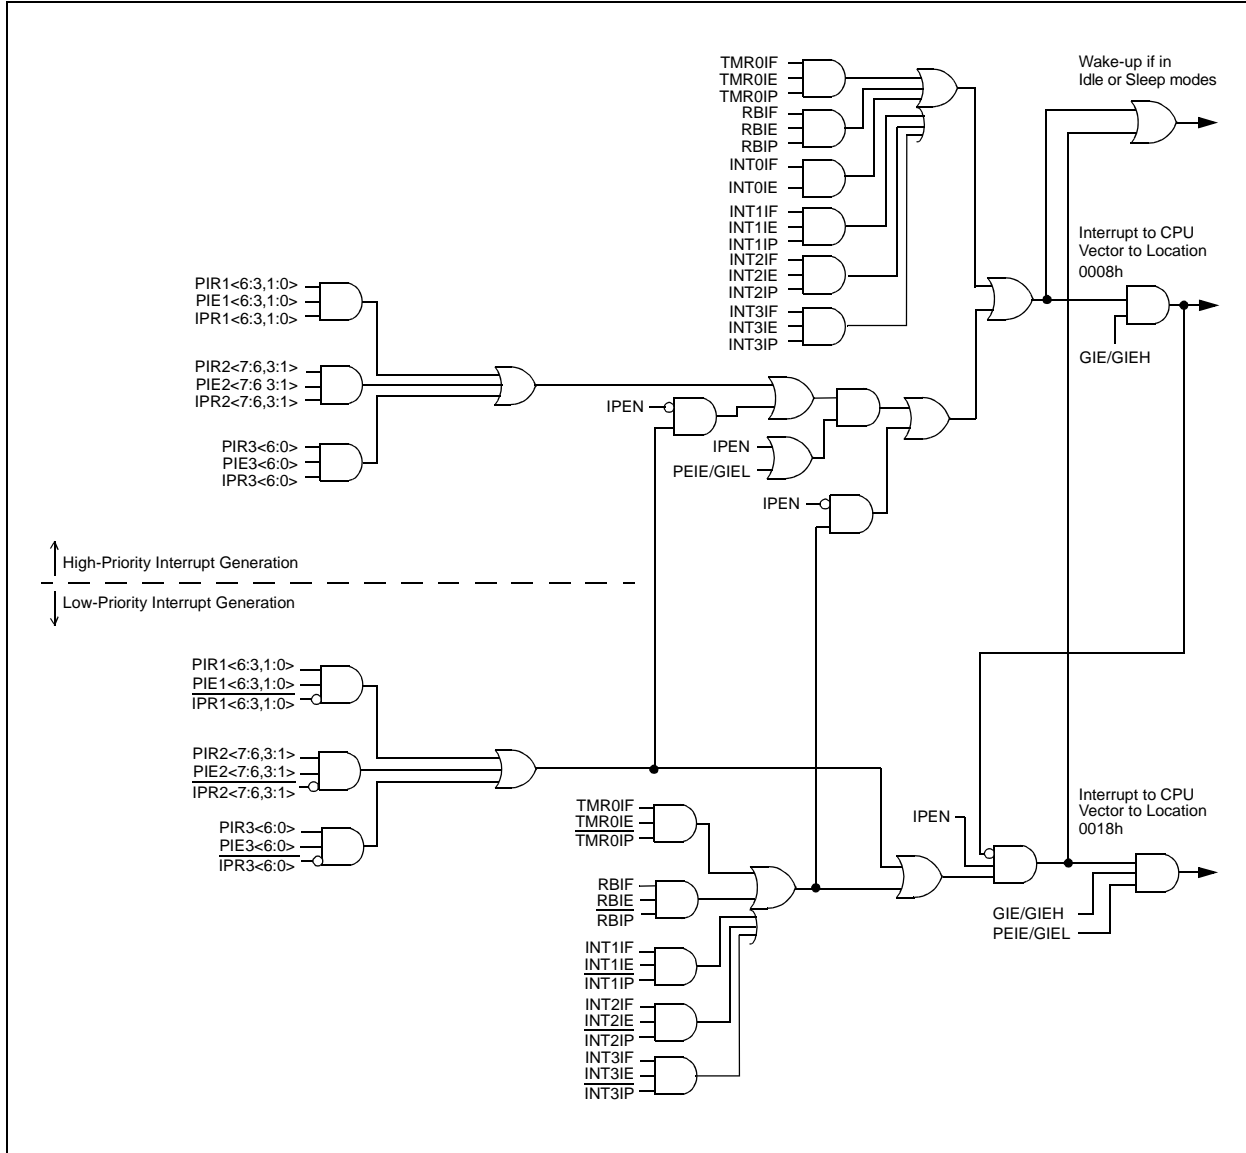 TMR0IF
TMR0IE
TMR0IP
RBIF
RBIE
RBIP
INT0IF
INT0IE
INT1IF
INT1IE
INT1IP
INT2IF
INT2IE
INT2IP
INT3IF
INT3IE
INT3IP
Wake-up if in
Idle or Sleep modes
Interrupt to CPU
Vector to Location
0008h
GIE/GIEH
PIR1<6:3,1:0>
PIE1<6:3,1:0>
IPR1<6:3,1:0>
PIR2<7:6,3:1>
PIE2<7:6 3:1>
IPR2<7:6,3:1>
PIR3<6:0>
PIE3<6:0>
IPR3<6:0>
IPEN
IPEN
PEIE/GIEL
IPEN
High-Priority Interrupt Generation
Low-Priority Interrupt Generation
PIR1<6:3,1:0>
PIE1<6:3,1:0>
IPR1<6:3,1:0>
PIR2<7:6,3:1>
PIE2<7:6,3:1>
IPR2<7:6,3:1>
PIR3<6:0>
PIE3<6:0>
IPR3<6:0>
TMR0IF
TMR0IE
TMR0IP
RBIF
RBIE
RBIP
INT1IF
INT1IE
INT1IP
INT2IF
INT2IE
INT2IP
INT3IF
INT3IE
INT3IP
IPEN
Interrupt to CPU
Vector to Location
0018h
GIE/GIEH
PEIE/GIEL